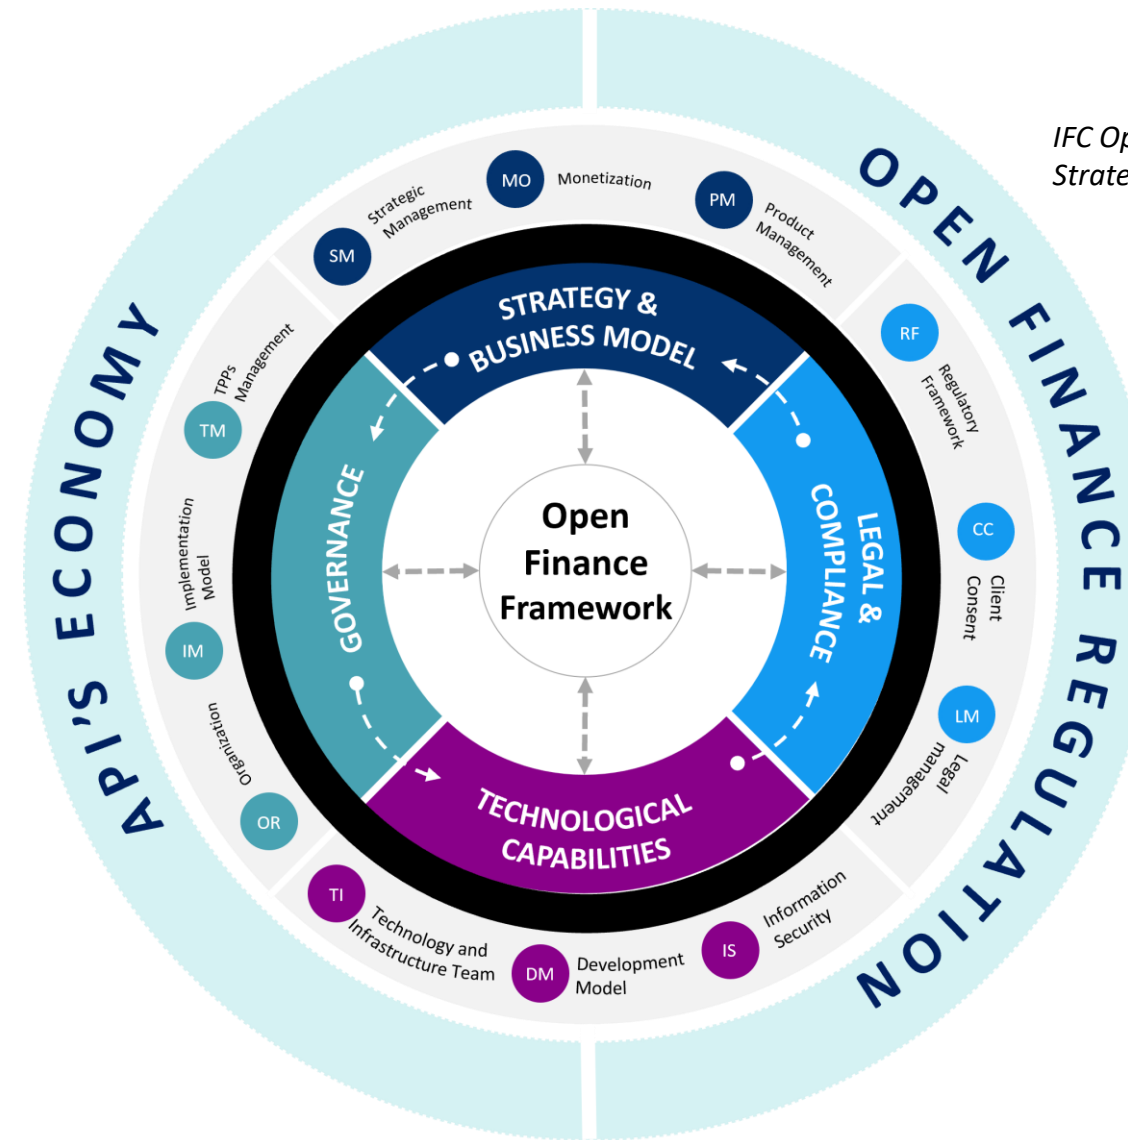 IFC Op
Strate
API'S ECONOMY
OPEN FINANCE REGULATION
SM
Strategic
Management
MO
Monetization
PM
Product
Management
RF
Regulatory
Framework
CC
Client
Consent
LM
Legal
management
IS
Information
Security
DM
Development
Model
TI
Technology and
Infrastructure Team
OR
Organization
IM
Implementation
Model
TM
TPPs
Management
STRATEGY &
BUSINESS MODEL
LEGAL &
COMPLIANCE
TECHNOLOGICAL
CAPABILITIES
GOVERNANCE
Open
Finance
Framework